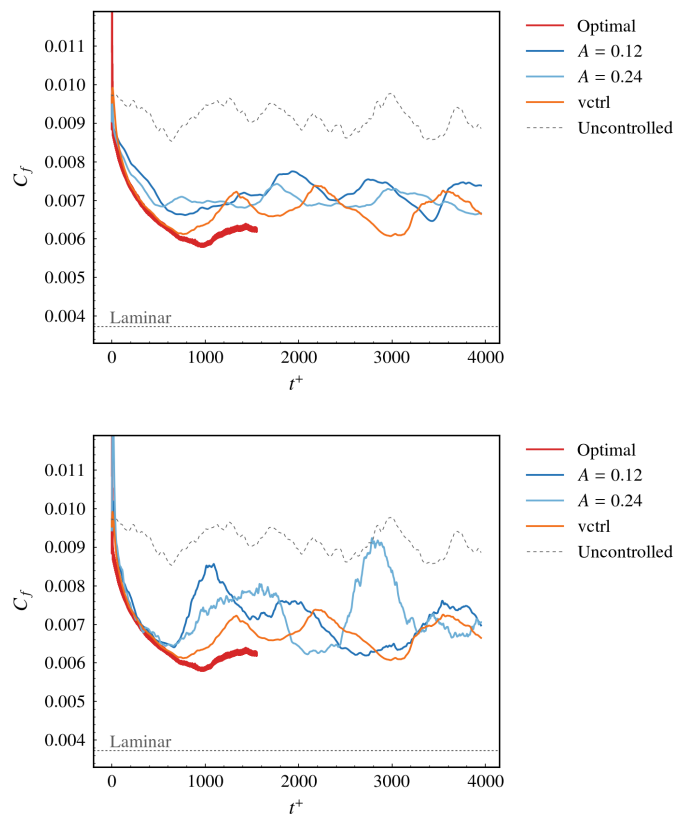 0.011
0.010
0.009
0.008
0.007
0.006
0.005
0.004
C_f
Laminar
0
1000
2000
3000
4000
t^+
Optimal
A = 0.12
A = 0.24
vctrl
Uncontrolled
0.011
0.010
0.009
0.008
0.007
0.006
0.005
0.004
C_f
Laminar
0
1000
2000
3000
4000
t^+
Optimal
A = 0.12
A = 0.24
vctrl
Uncontrolled